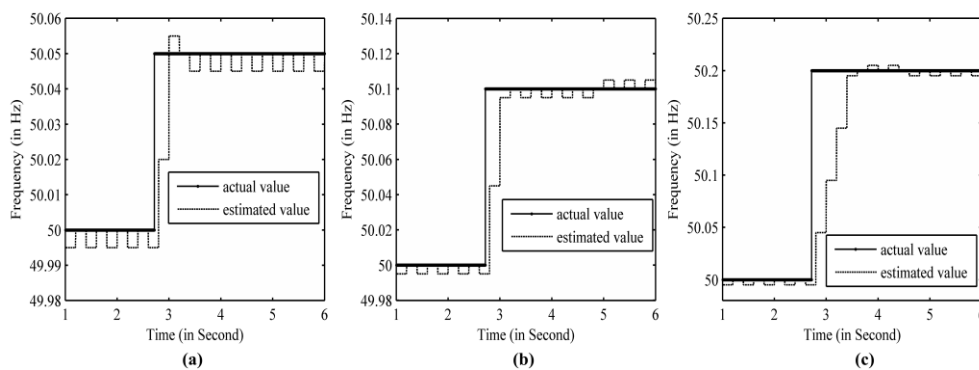 50.06
50.05
50.04
50.03
50.02
50.01
50
49.99
49.98
Frequency (in Hz)
actual value
estimated value
1 2 3 4 5 6
Time (in Second)
(a)
50.14
50.12
50.1
50.08
50.06
50.04
50.02
50
49.98
Frequency (in Hz)
actual value
estimated value
1 2 3 4 5 6
Time (in Second)
(b)
50.25
50.2
50.15
50.1
50.05
50
Frequency (in Hz)
actual value
estimated value
1 2 3 4 5 6
Time (in Second)
(c)